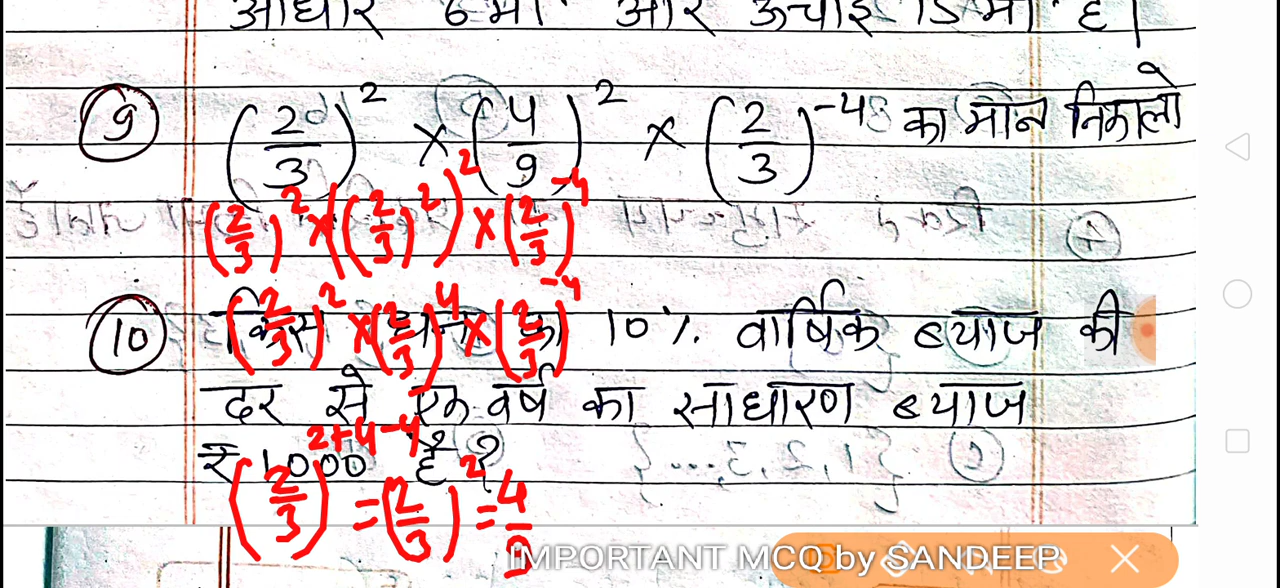 आधार 6 मी॰ और ऊँचाई 15 मी॰ है।
(9) (2/3)² × (4/9)² × (2/3)⁻⁴ का मान निकालो
(2/3)² × ((2/3)²)² × (2/3)⁻⁴
(10) किस धन का 10% वार्षिक ब्याज की
(2/3)² × (2/3)⁴ × (2/3)⁻⁴
दर से एक वर्ष का साधारण ब्याज
₹ 1000 है ?
(2/3)²⁺⁴⁻⁴ = (2/3)² = 4/9
IMPORTANT MCQ by SANDEEP